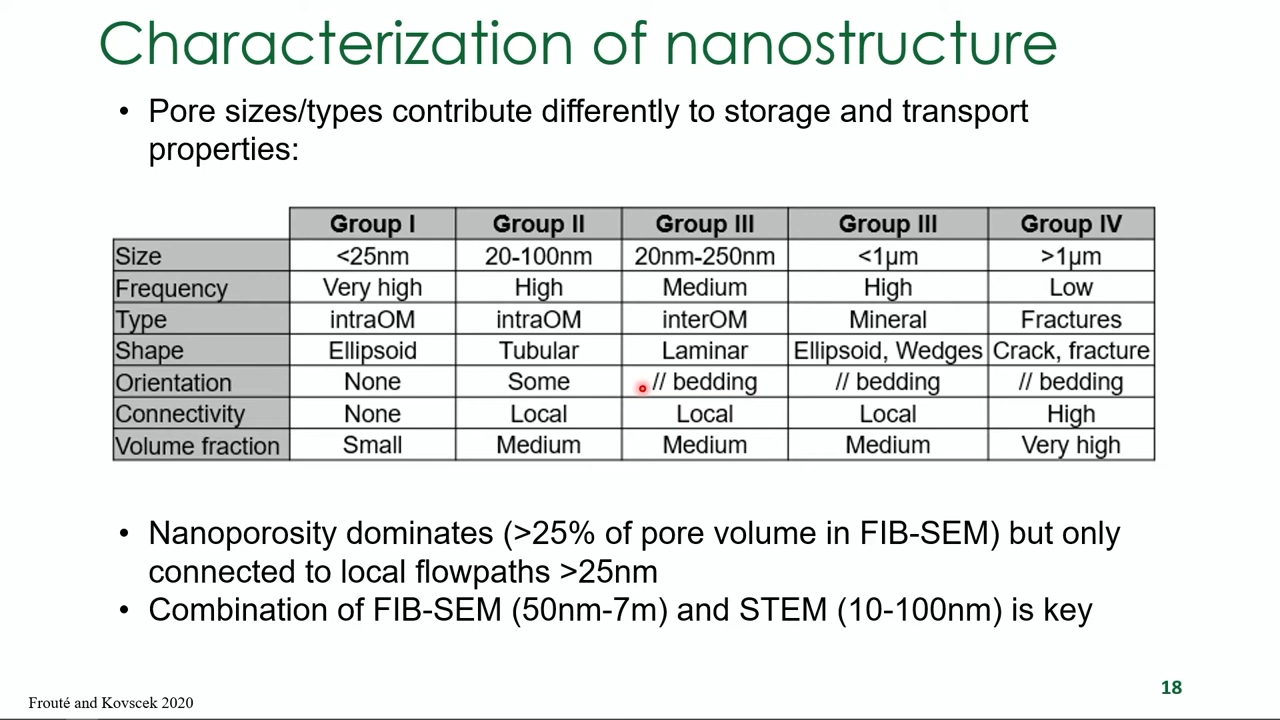 Characterization of nanostructure
• Pore sizes/types contribute differently to storage and transport
properties:
Group I Group II Group III Group III Group IV
Size <25nm 20-100nm 20nm-250nm <1µm >1µm
Frequency Very high High Medium High Low
Type intraOM intraOM interOM Mineral Fractures
Shape Ellipsoid Tubular Laminar Ellipsoid, Wedges Crack, fracture
Orientation None Some // bedding // bedding // bedding
Connectivity None Local Local Local High
Volume fraction Small Medium Medium Medium Very high
• Nanoporosity dominates (>25% of pore volume in FIB-SEM) but only
connected to local flowpaths >25nm
• Combination of FIB-SEM (50nm-7m) and STEM (10-100nm) is key
18
Frouté and Kovscek 2020